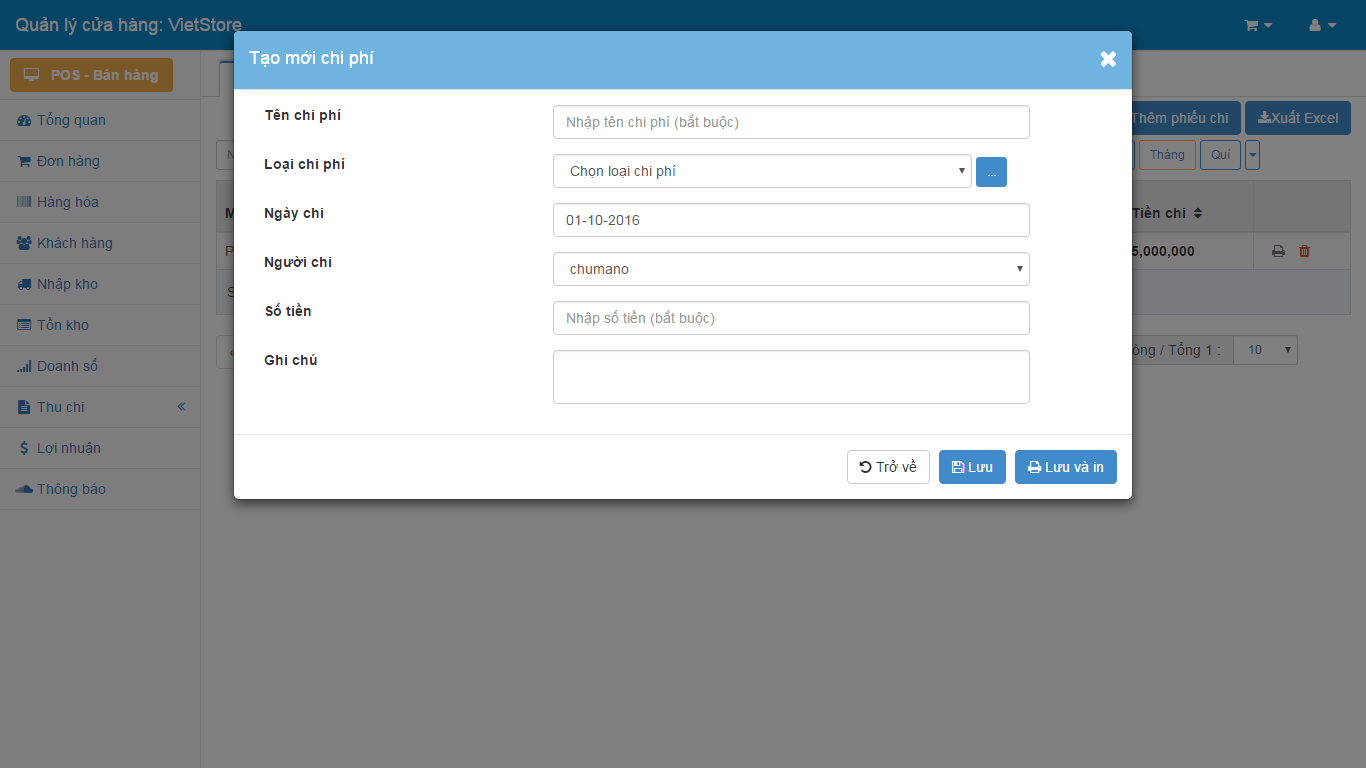 Quản lý cửa hàng: VietStore
Tạo mới chi phí
POS - Bán hàng
Tên chi phí
Nhập tên chi phí (bắt buộc)
Tổng quan
Thêm phiếu chi
Xuất Excel
Đơn hàng
Loại chi phí
Chọn loại chi phí
...
Tháng
Quí
Hàng hóa
Ngày chi
01-10-2016
Tiền chi
Khách hàng
Người chi
chumano
5,000,000
Nhập kho
Tồn kho
Số tiền
Nhập số tiền (bắt buộc)
Doanh số
Ghi chú
/ Tổng 1 :
10
Thu chi
Lợi nhuận
Trở về
Lưu
Lưu và in
Thông báo